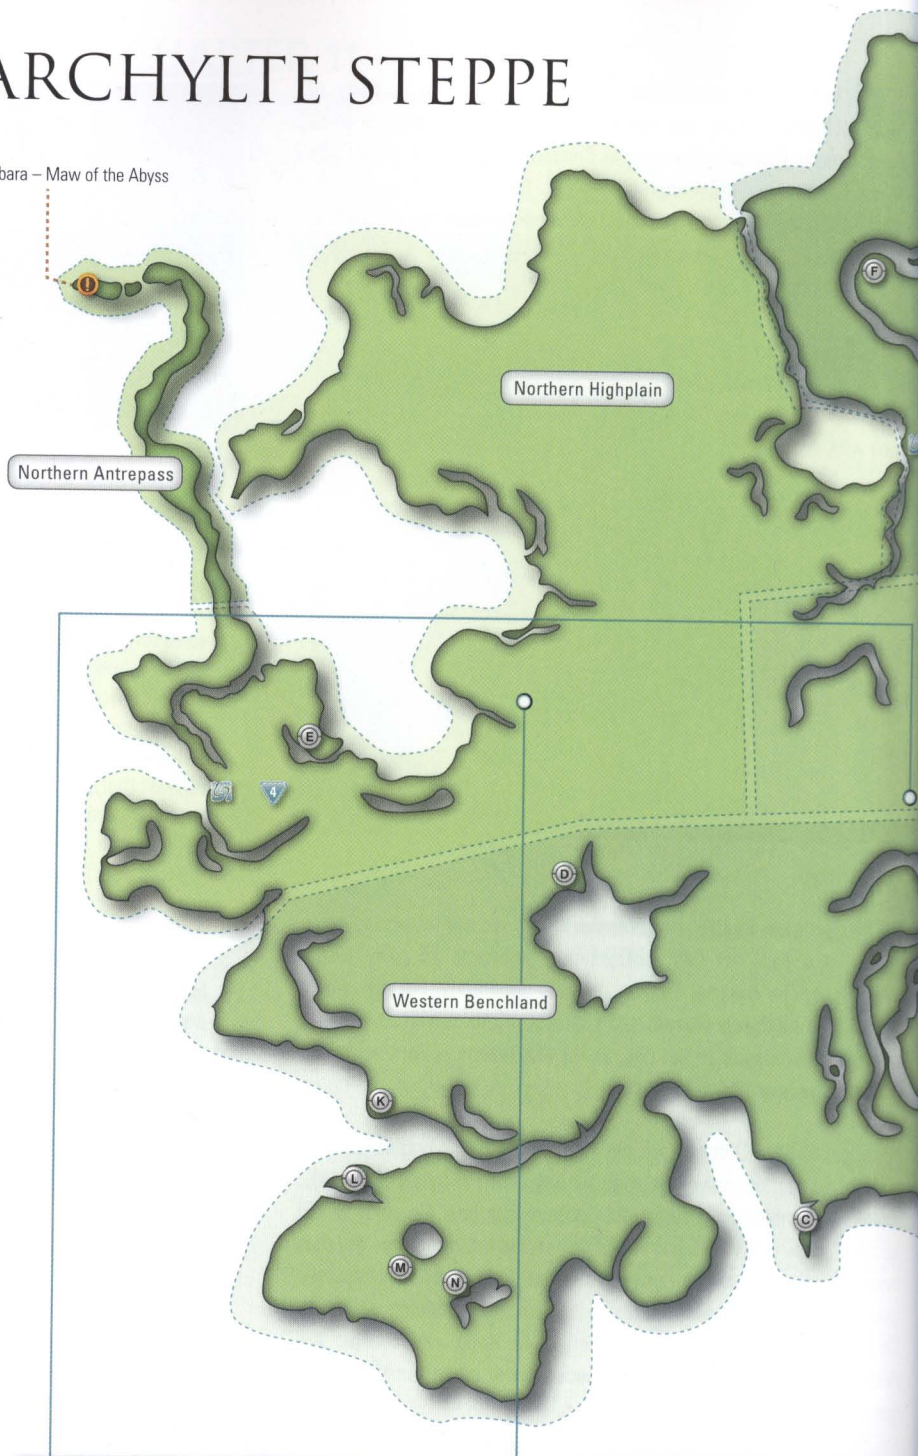 ARCHYLTE STEPPE
bara – Maw of the Abyss
F
Northern Highplain
Northern Antrepass
E
4
D
Western Benchland
K
L
C
M
N